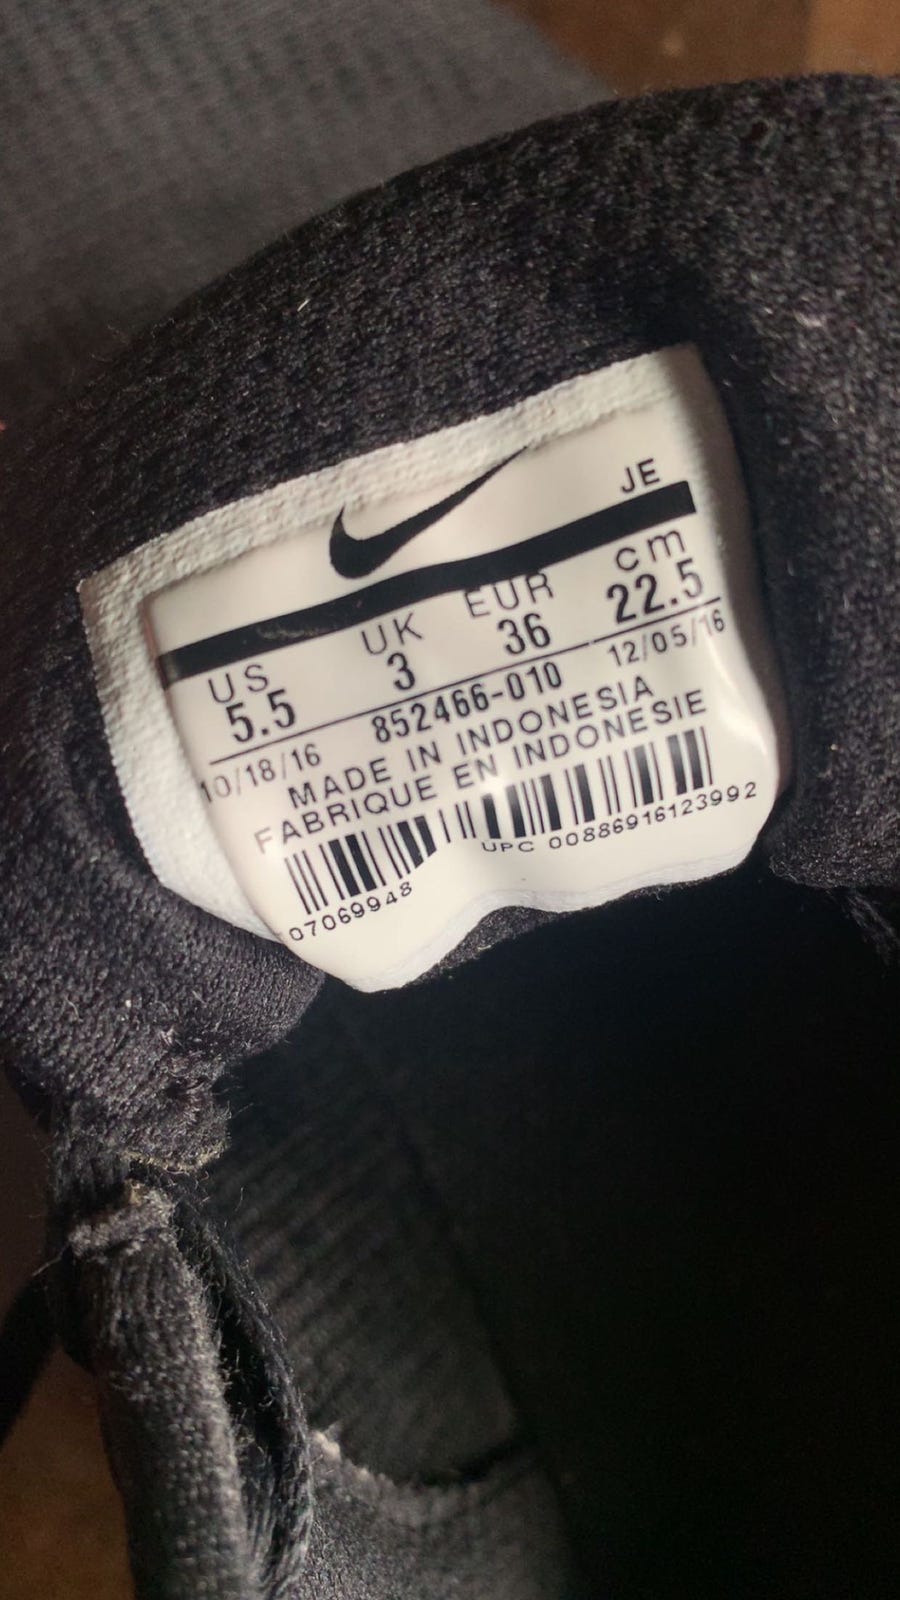 JE
US UK EUR cm
5.5 3 36 22.5
10/18/16 852466-010 12/05/16
MADE IN INDONESIA
FABRIQUE EN INDONESIE
07069948 UPC 00886916123992